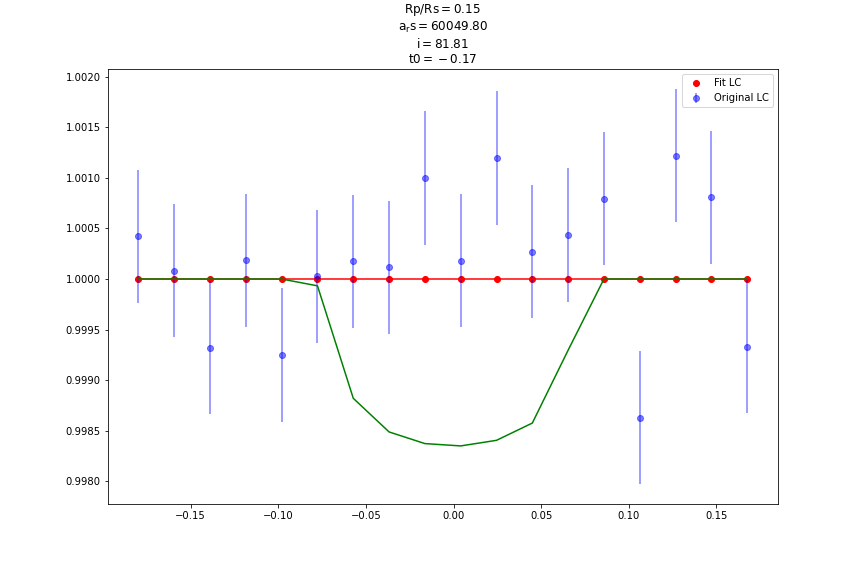 Rp/Rs = 0.15
aᵣs = 60049.80
i = 81.81
t0 = −0.17
Fit LC
Original LC
1.0020
1.0015
1.0010
1.0005
1.0000
0.9995
0.9990
0.9985
0.9980
−0.15
−0.10
−0.05
0.00
0.05
0.10
0.15